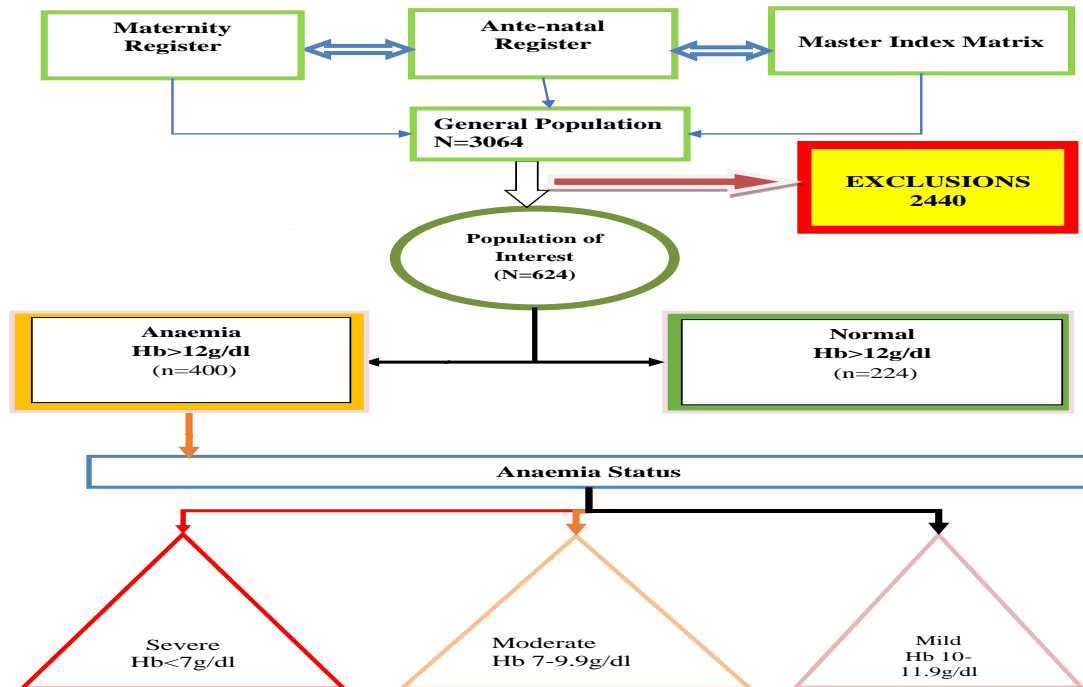 Maternity
Register
Ante-natal
Register
Master Index Matrix
General Population
N=3064
EXCLUSIONS
2440
Population of
Interest
(N=624)
Anaemia
Hb>12g/dl
(n=400)
Normal
Hb>12g/dl
(n=224)
Anaemia Status
Severe
Hb<7g/dl
Moderate
Hb 7-9.9g/dl
Mild
Hb 10-
11.9g/dl